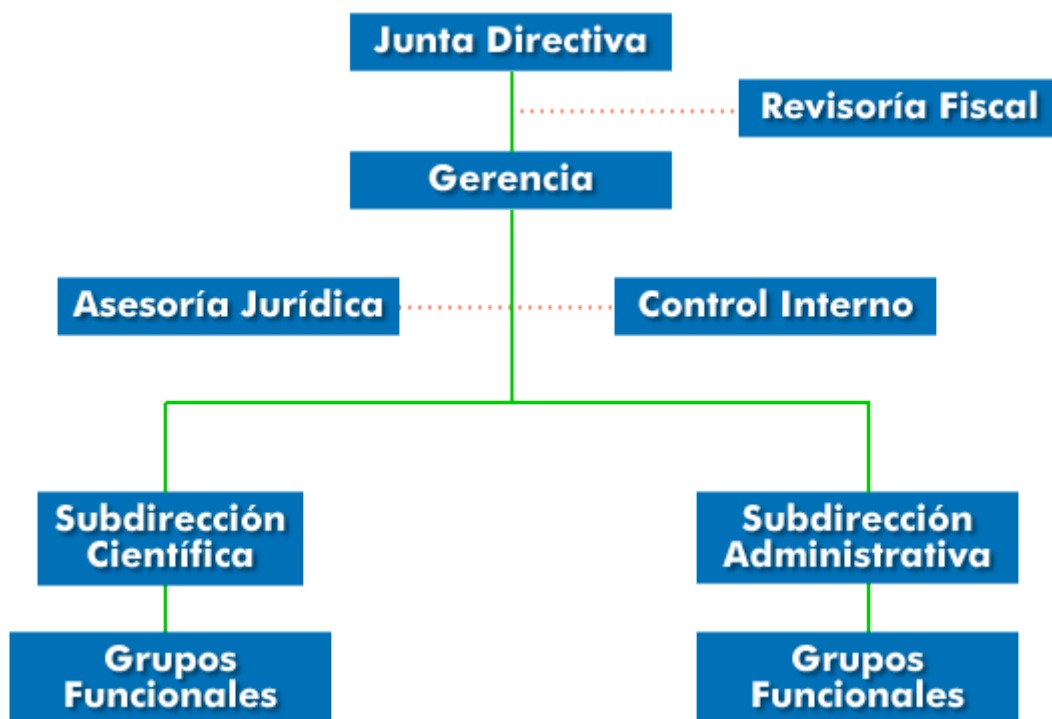 Junta Directiva
Revisoría Fiscal
Gerencia
Asesoría Jurídica
Control Interno
Subdirección
Científica
Subdirección
Administrativa
Grupos
Funcionales
Grupos
Funcionales